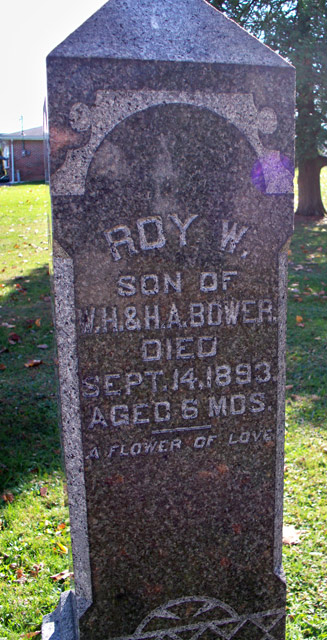 ROY W.
SON OF
W.H.& H.A.BOWER.
DIED
SEPT.14.1893.
AGED 6 MOS.
A FLOWER OF LOVE.